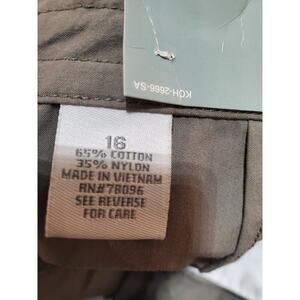 KOH-2666-SA
16
65% COTTON
35% NYLON
MADE IN VIETNAM
RN#78096
SEE REVERSE
FOR CARE